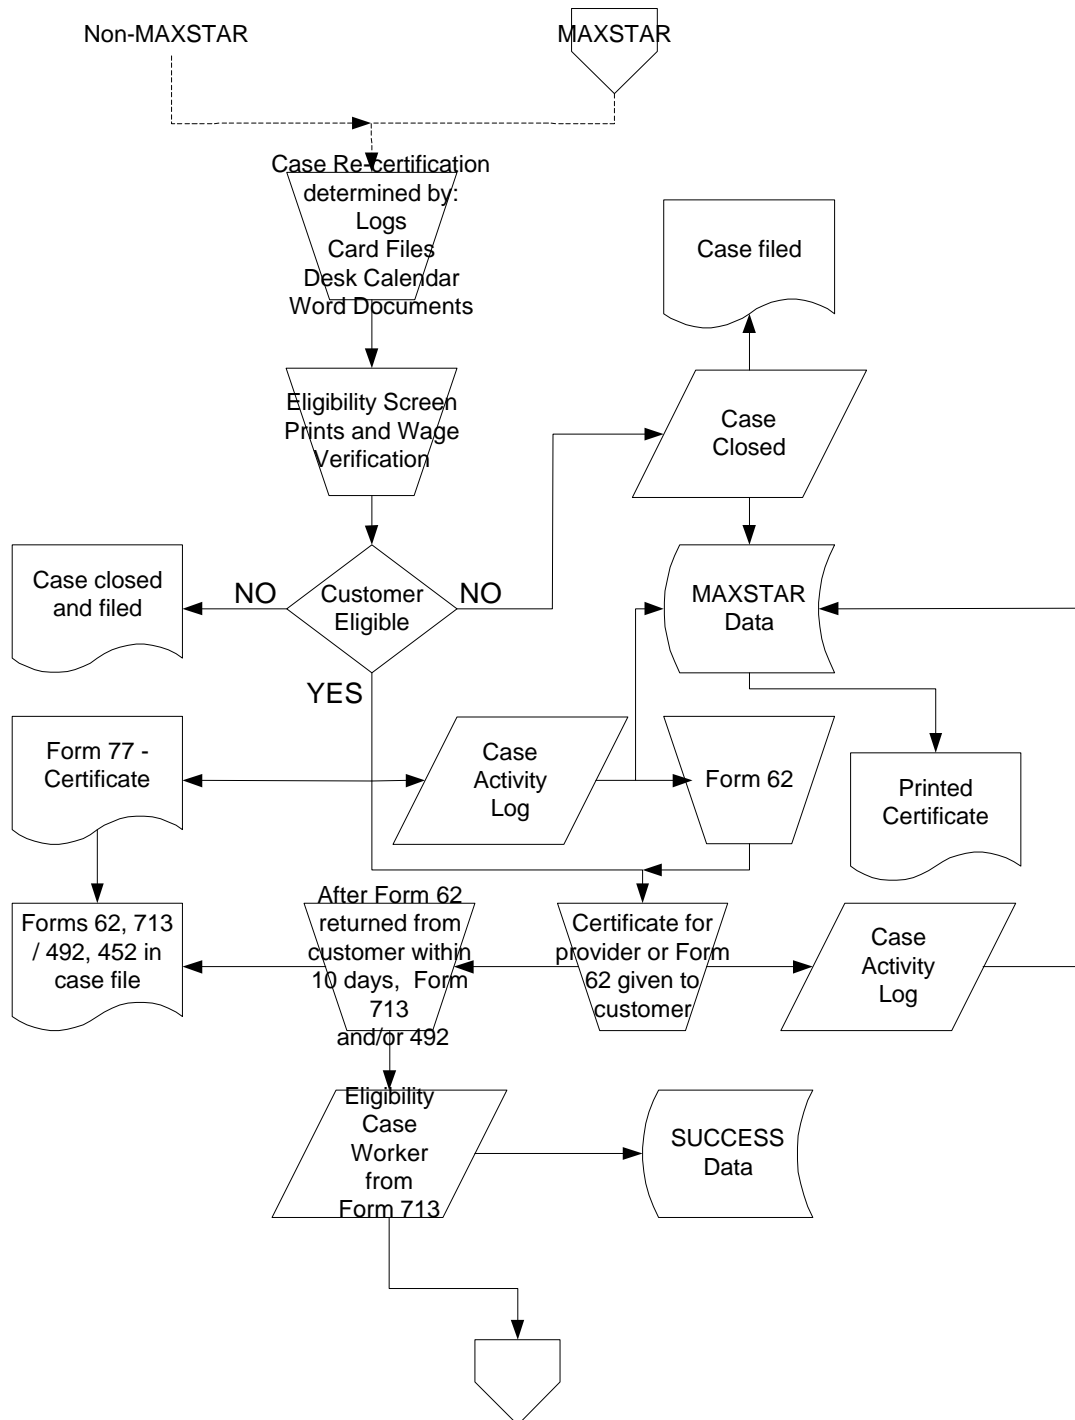 Non-MAXSTAR
MAXSTAR
Case Re-certification
determined by:
Logs
Card Files
Desk Calendar
Word Documents
Case filed
Eligibility Screen
Prints and Wage
Verification
Case
Closed
Case closed
and filed
NO
Customer
Eligible
NO
MAXSTAR
Data
YES
Form 77 -
Certificate
Case
Activity
Log
Form 62
Printed
Certificate
Forms 62, 713
/ 492, 452 in
case file
After Form 62
returned from
customer within
10 days,  Form
713
and/or 492
Certificate for
provider or Form
62 given to
customer
Case
Activity
Log
Eligibility
Case
Worker
from
Form 713
SUCCESS
Data